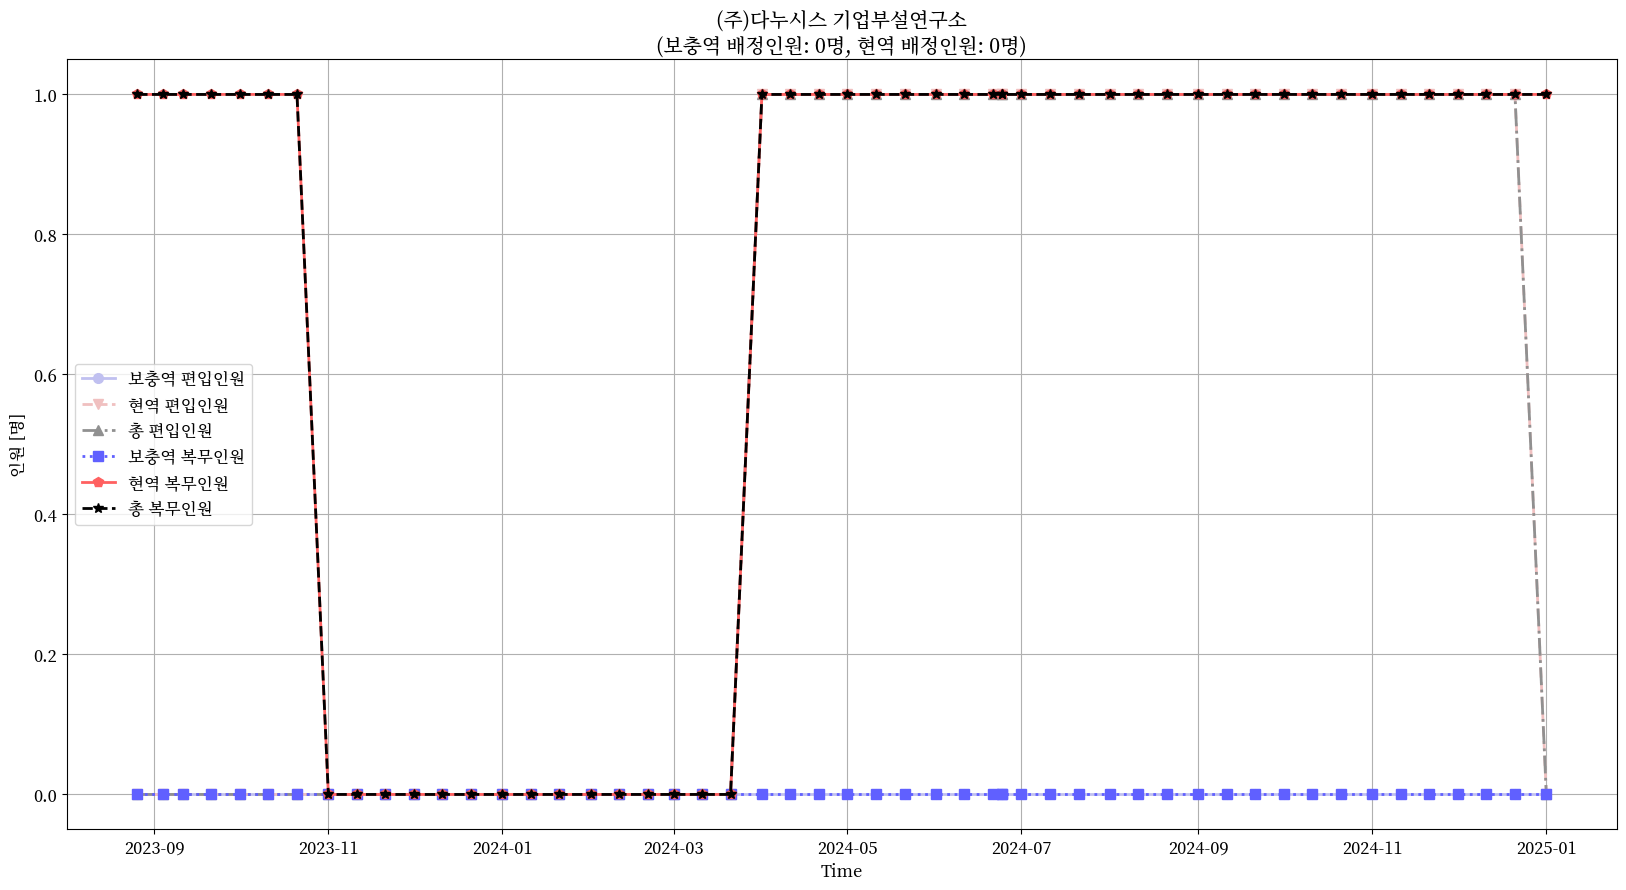 (주)다누시스 기업부설연구소
(보충역 배정인원: 0명, 현역 배정인원: 0명)
인원 [명]
1.0
0.8
0.6
0.4
0.2
0.0
보충역 편입인원
현역 편입인원
총 편입인원
보충역 복무인원
현역 복무인원
총 복무인원
2023-09 2023-11 2024-01 2024-03 2024-05 2024-07 2024-09 2024-11 2025-01
Time